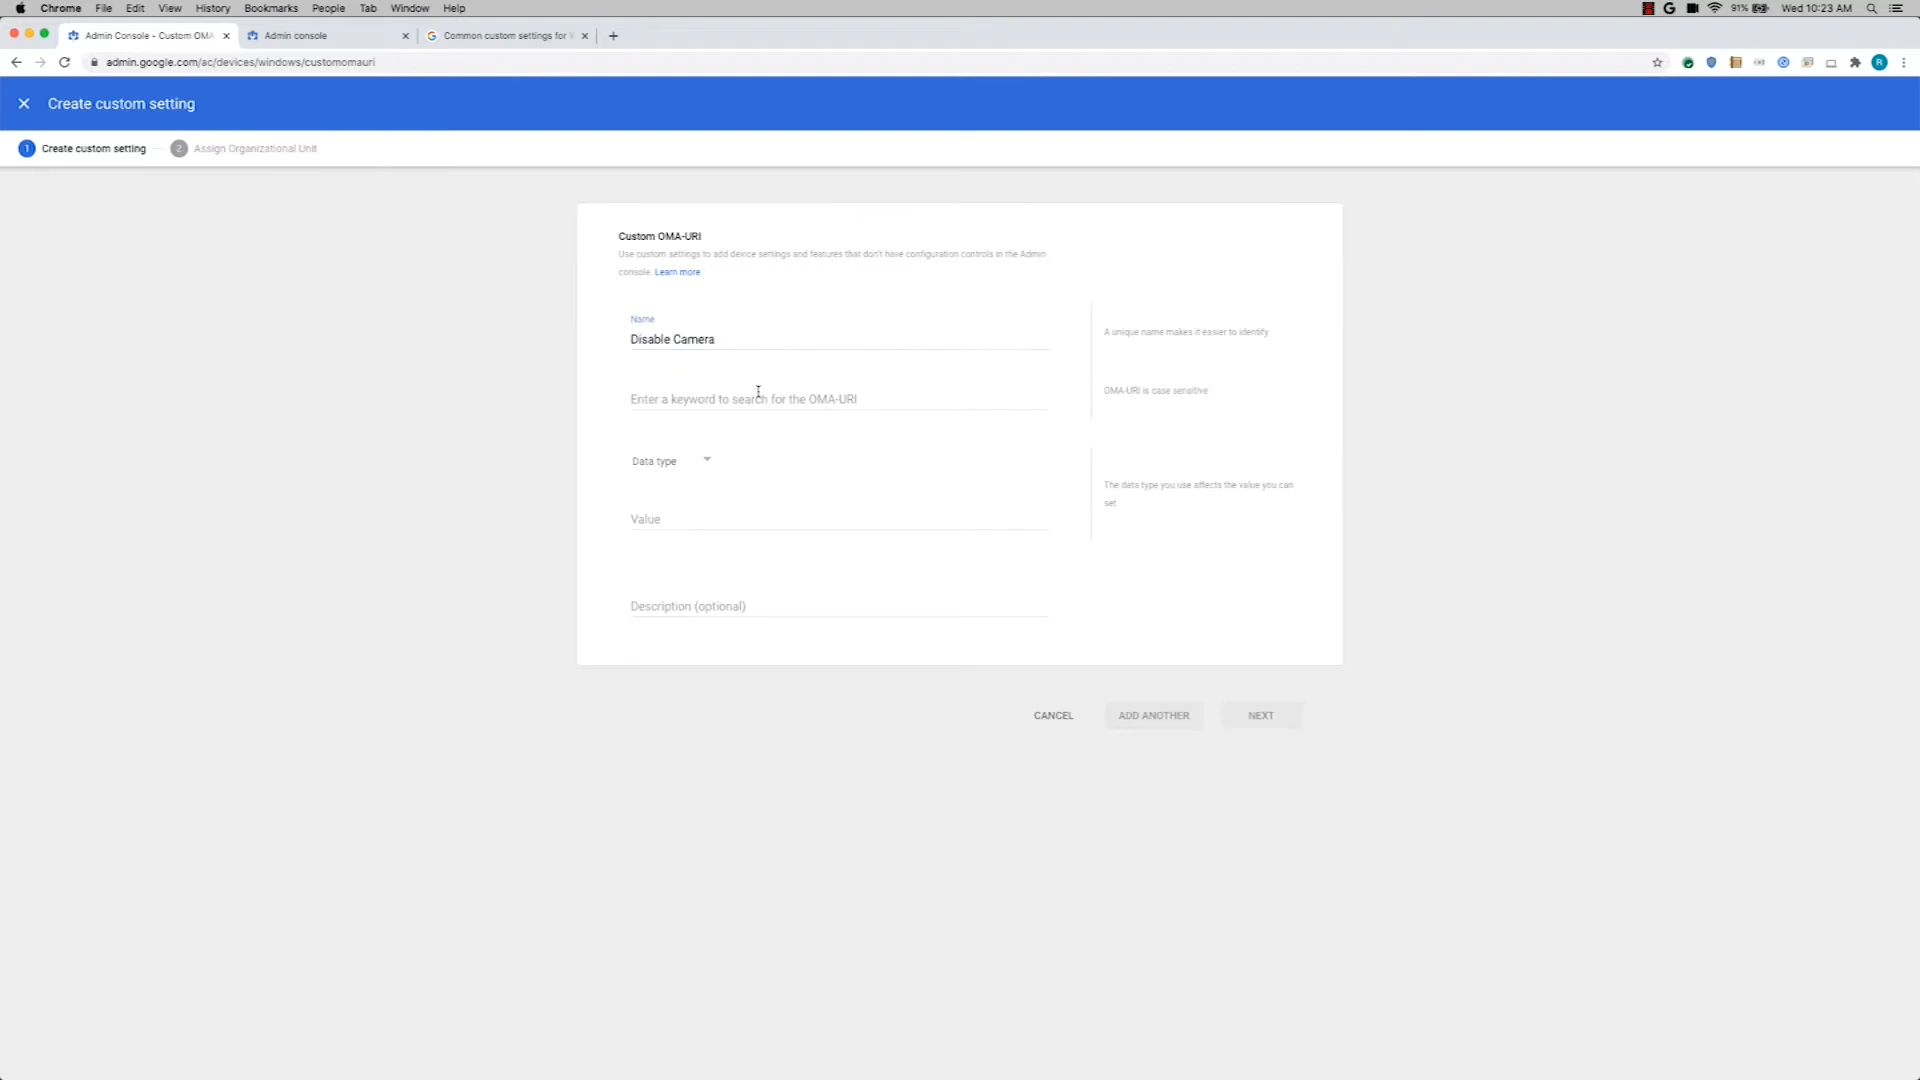 Chrome File Edit View History Bookmarks People Tab Window Help 91% Wed 10:23 AM
Admin Console - Custom OMA Admin console Common custom settings for
admin.google.com/ac/devices/windows/customomauri
Create custom setting
1 Create custom setting 2 Assign Organizational Unit
Custom OMA-URI
Use custom settings to add device settings and features that don't have configuration controls in the Admin
console. Learn more
Name
Disable Camera
A unique name makes it easier to identify
Enter a keyword to search for the OMA-URI
OMA-URI is case sensitive
Data type
The data type you use affects the value you can
set
Value
Description (optional)
CANCEL ADD ANOTHER NEXT